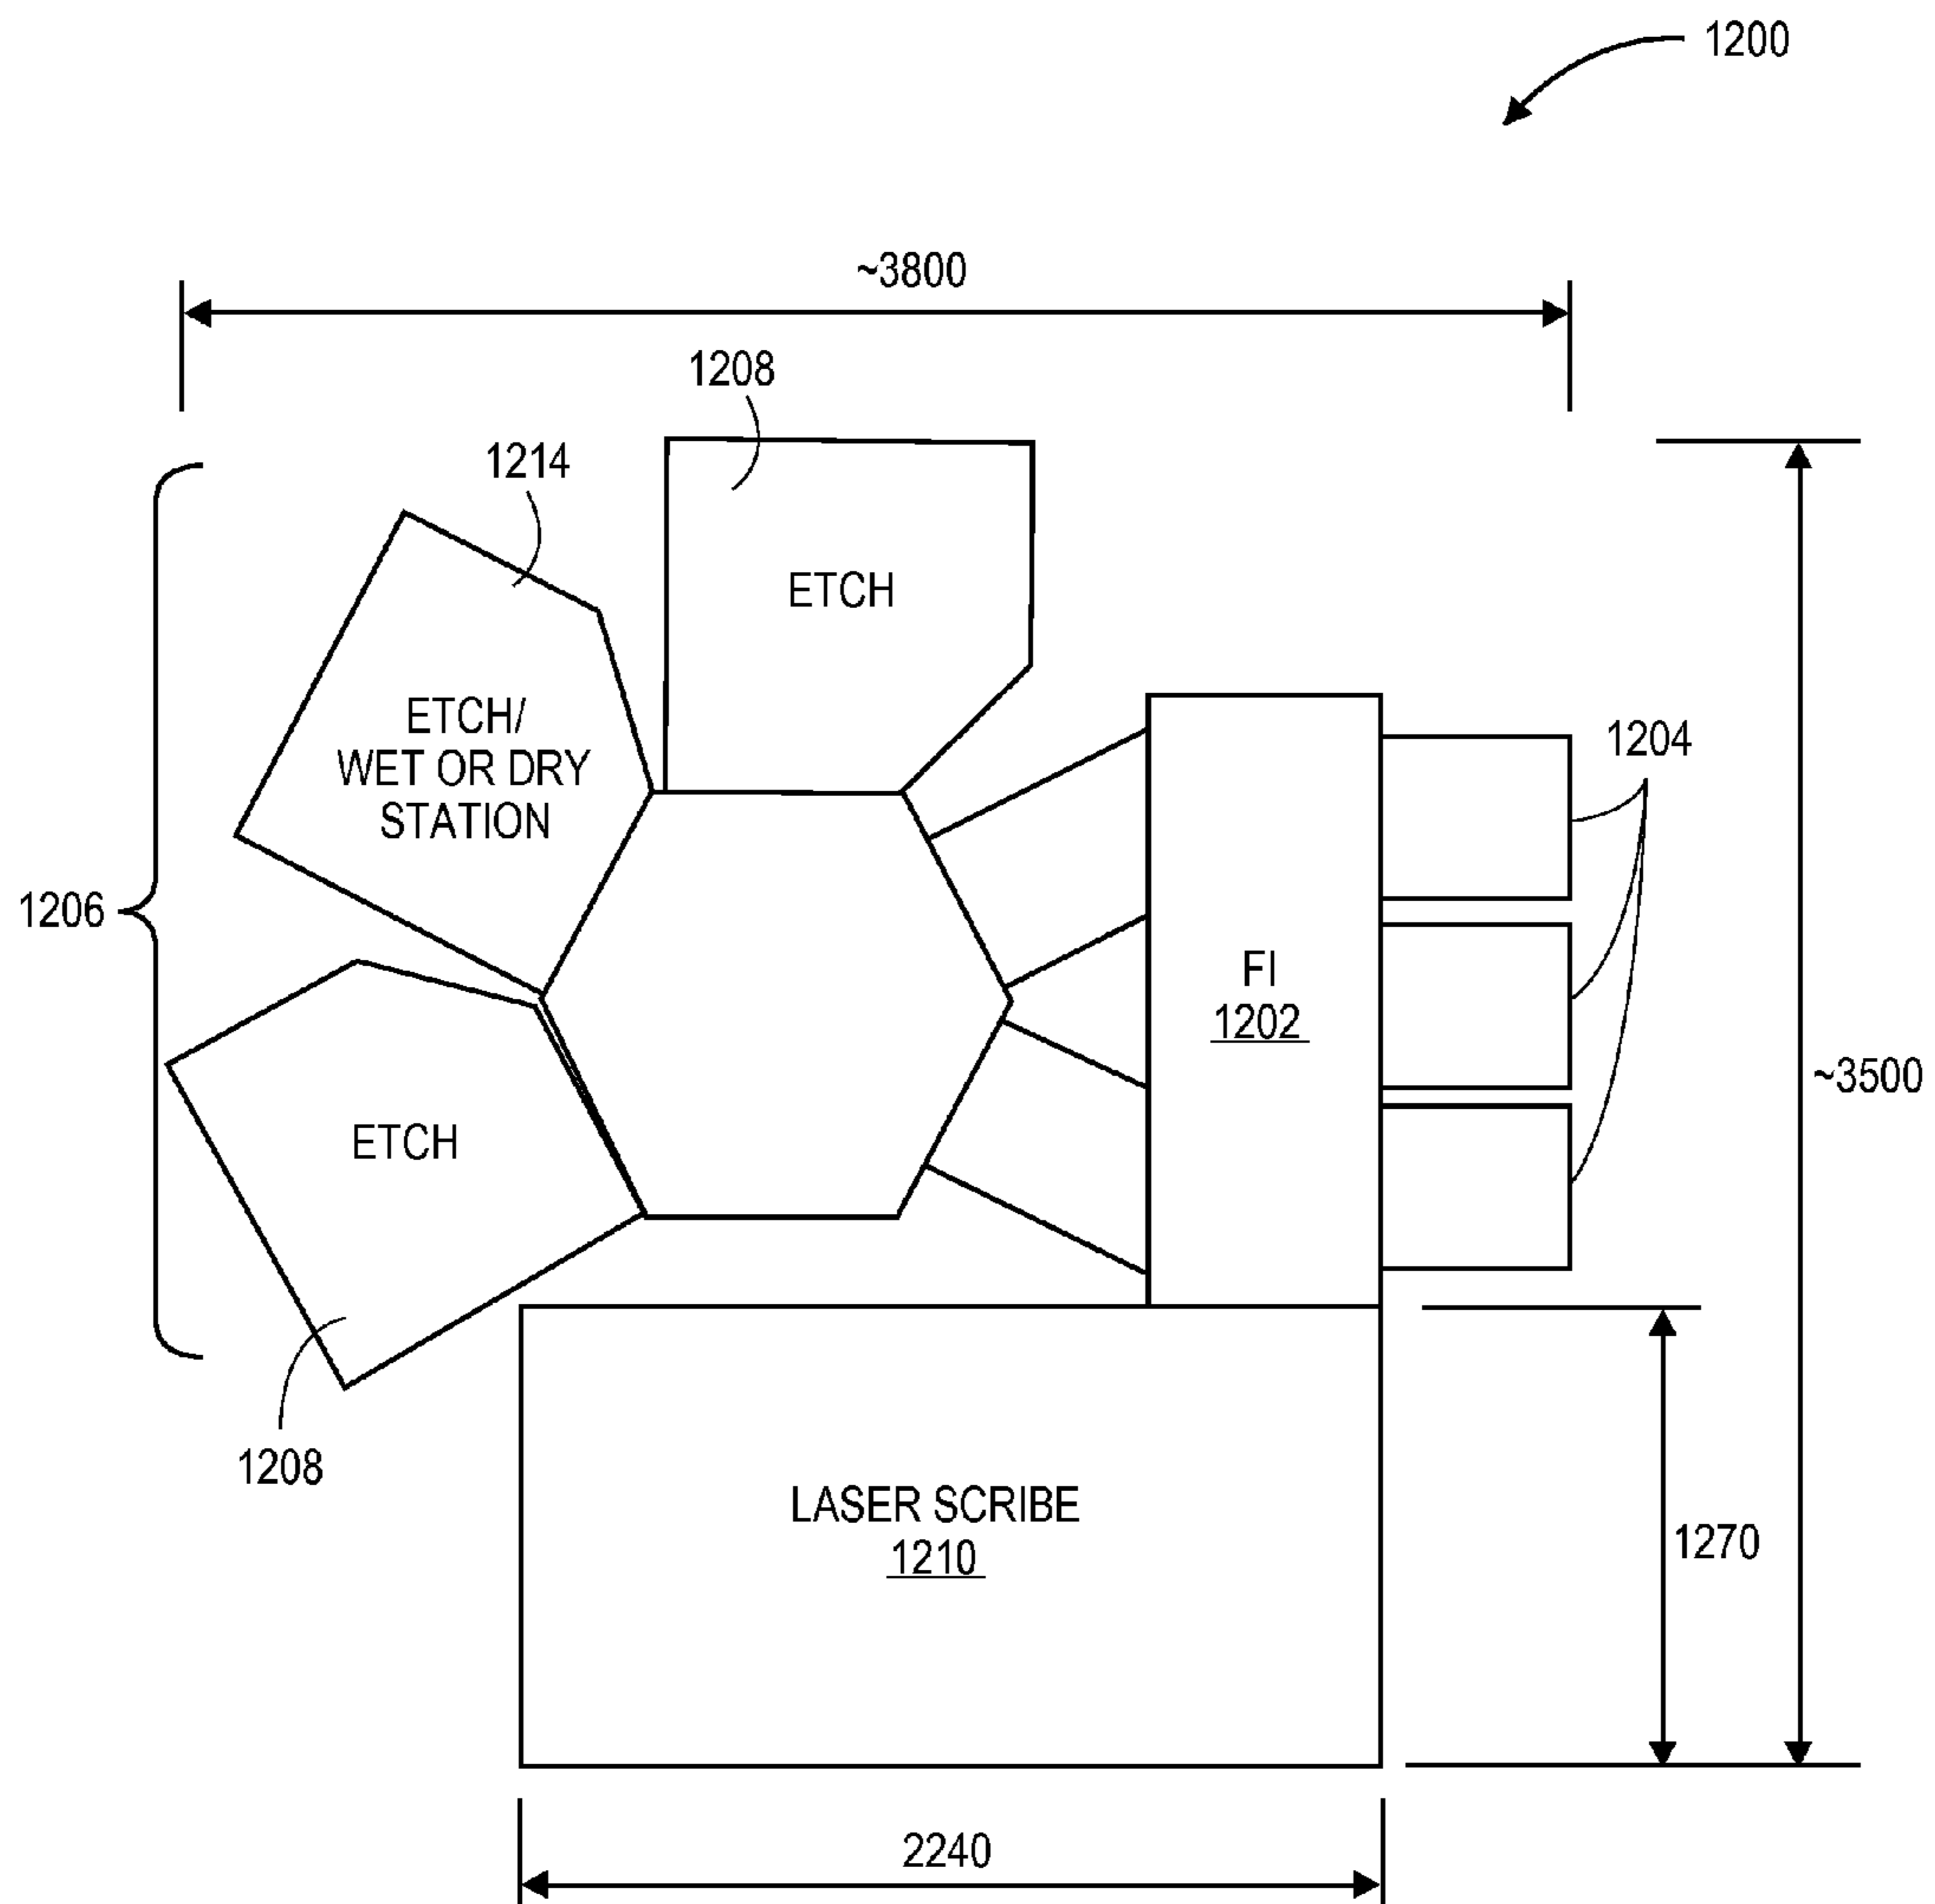 1200
~3800
1208
1214
ETCH
ETCH/
WET OR DRY
STATION
1204
1206
FI
1202
~3500
ETCH
1208
LASER SCRIBE
1210
1270
2240